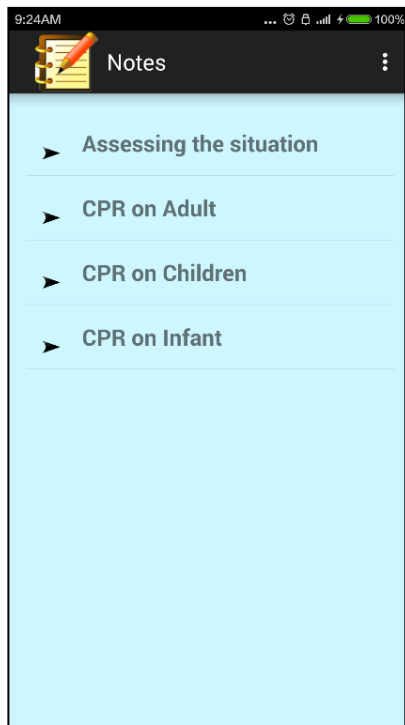 9:24AM ... 100%
Notes
Assessing the situation
CPR on Adult
CPR on Children
CPR on Infant